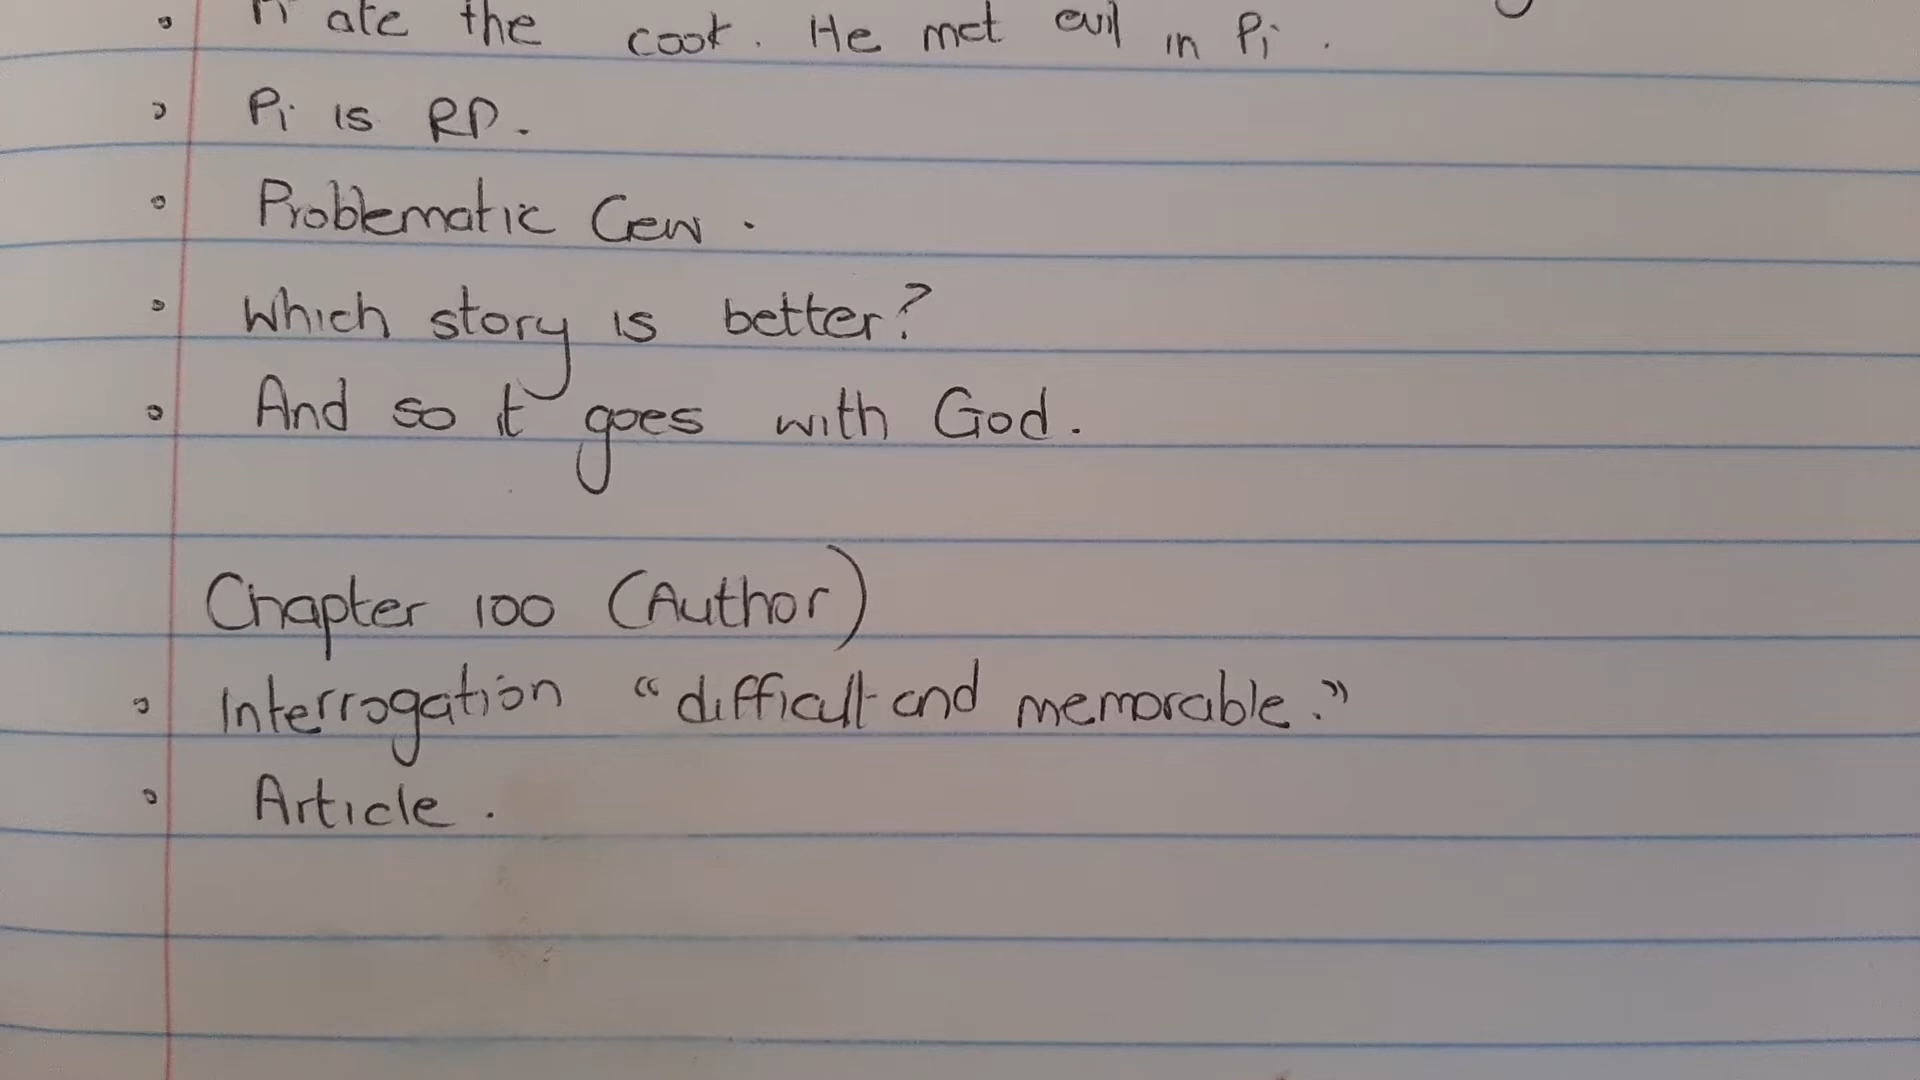 Pi ate the cook. He met evil in Pi.
Pi is RP.
Problematic Crew.
Which story is better?
And so it goes with God.
Chapter 100 (Author)
Interrogation "difficult and memorable."
Article.